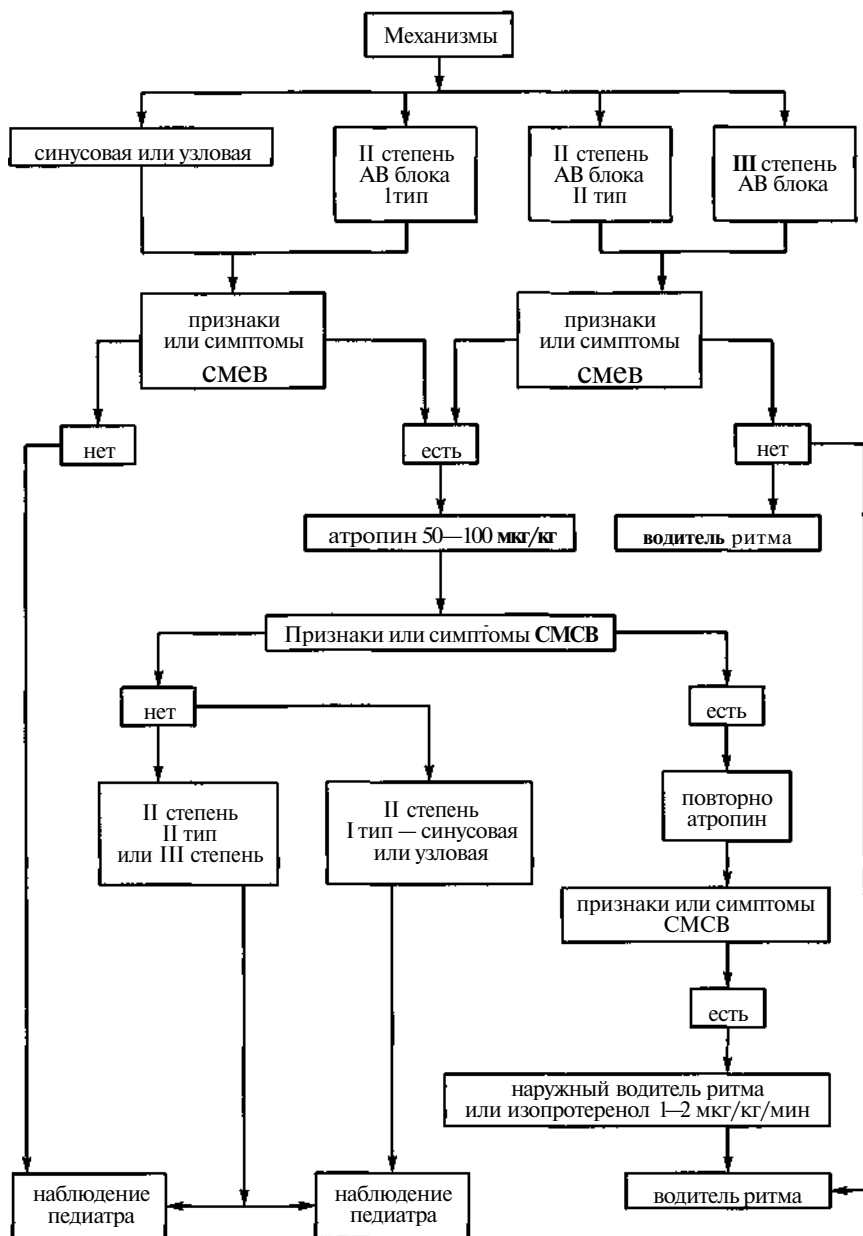 Механизмы
синусовая или узловая
II степень
АВ блока
1тип
II степень
АВ блока
II тип
III степень
АВ блока
признаки
или симптомы
смев
признаки
или симптомы
смев
нет
есть
нет
атропин 50—100 мкг/кг
водитель ритма
Признаки или симптомы СМСВ
нет
есть
II степень
II тип
или III степень
II степень
I тип — синусовая
или узловая
повторно
атропин
признаки или симптомы
СМСВ
есть
наружный водитель ритма
или изопротеренол 1—2 мкг/кг/мин
наблюдение
педиатра
наблюдение
педиатра
водитель ритма